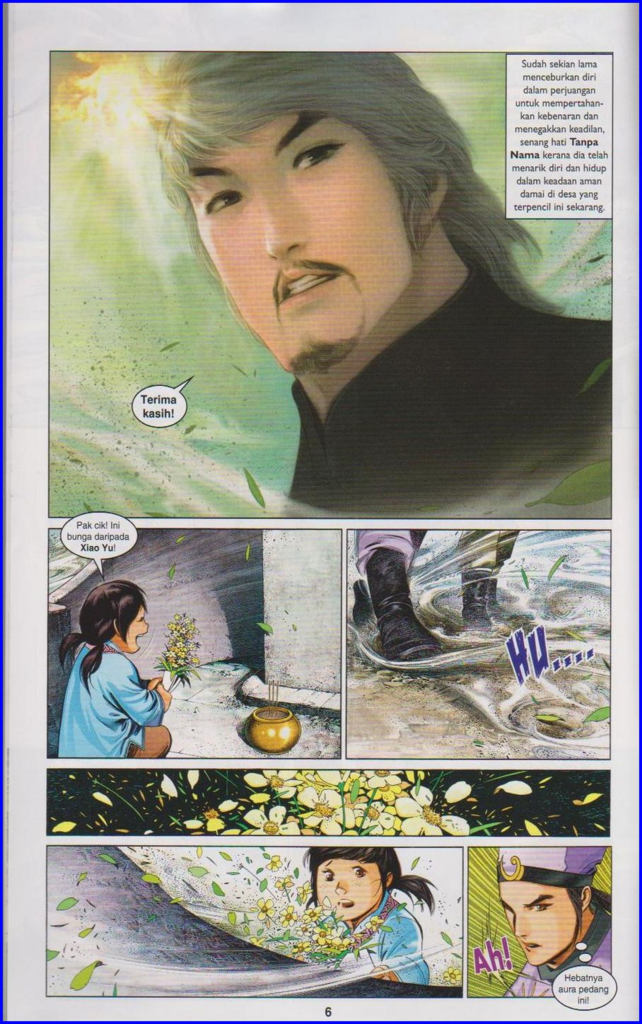 Sudah sekian lama
menceburkan diri
dalam perjuangan
untuk mempertahan-
kan kebenaran dan
menegakkan keadilan,
senang hati Tanpa
Nama kerana dia telah
menarik diri dan hidup
dalam keadaan aman
damai di desa yang
terpencil ini sekarang.
Terima
kasih!
Pak cik! Ini
bunga daripada
Xiao Yu!
HU....
Ah!
Hebatnya
aura pedang
ini!
6